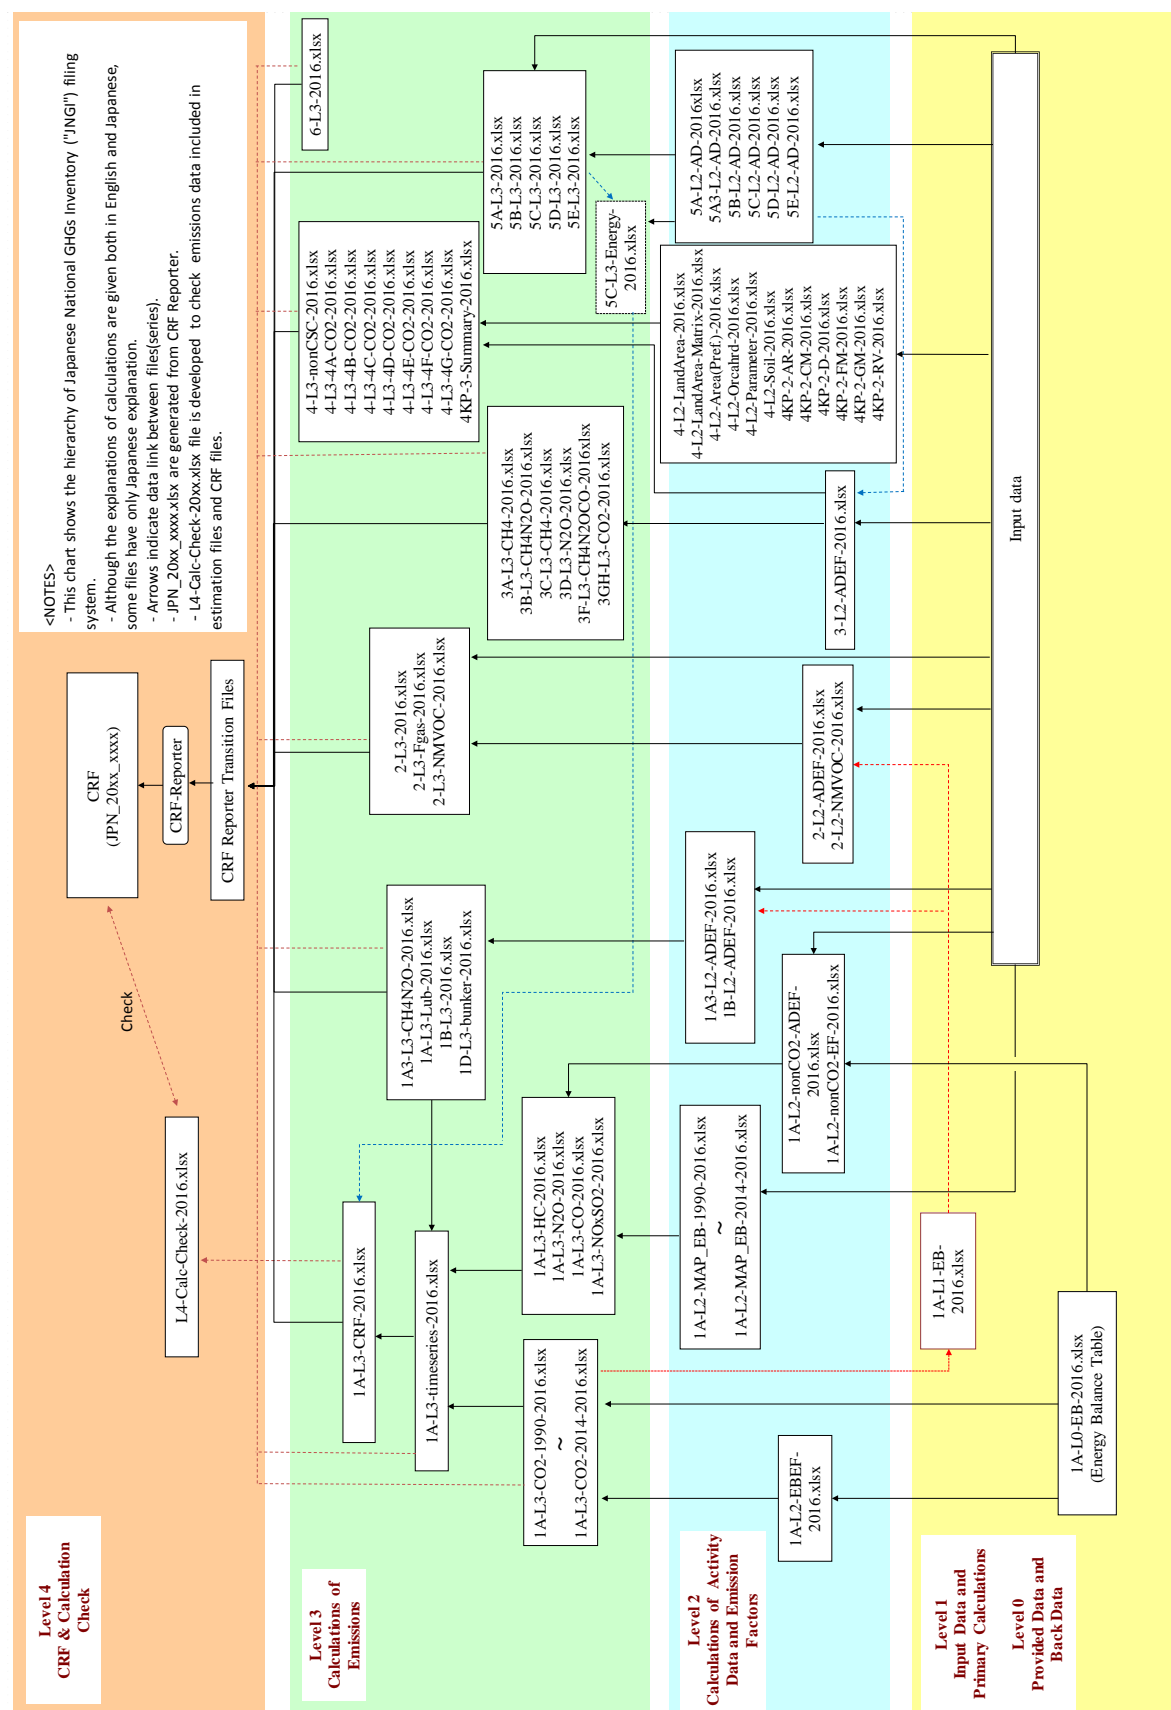 Level 4
CRF & Calculation
Check
L4-Calc-Check-2016.xlsx
Check
CRF
(JPN_20xx_xxxx)
CRF-Reporter
CRF Reporter Transition Files
<NOTES>
- This chart shows the hierarchy of Japanese National GHGs Inventory ("JNGI") filing
system.
- Although the explanations of calculations are given both in English and Japanese,
some files have only Japanese explanation.
- Arrows indicate data link between files(series).
- JPN_20xx_xxxx.xlsx are generated from CRF Reporter.
- L4-Calc-Check-20xx.xlsx file is developed to check emissions data included in
estimation files and CRF files.
Level 3
Calculations of
Emissions
1A-L3-CRF-2016.xlsx
1A-L3-timeseries-2016.xlsx
1A-L3-CO2-1990-2016.xlsx
~
1A-L3-CO2-2014-2016.xlsx
1A-L3-HC-2016.xlsx
1A-L3-N2O-2016.xlsx
1A-L3-CO-2016.xlsx
1A-L3-NOxSO2-2016.xlsx
1A3-L3-CH4N2O-2016.xlsx
1A-L3-Lub-2016.xlsx
1B-L3-2016.xlsx
1D-L3-bunker-2016.xlsx
2-L3-2016.xlsx
2-L3-Fgas-2016.xlsx
2-L3-NMVOC-2016.xlsx
3A-L3-CH4-2016.xlsx
3B-L3-CH4N2O-2016.xlsx
3C-L3-CH4-2016.xlsx
3D-L3-N2O-2016.xlsx
3F-L3-CH4N2OCO-2016xlsx
3GH-L3-CO2-2016.xlsx
4-L3-nonCSC-2016.xlsx
4-L3-4A-CO2-2016.xlsx
4-L3-4B-CO2-2016.xlsx
4-L3-4C-CO2-2016.xlsx
4-L3-4D-CO2-2016.xlsx
4-L3-4E-CO2-2016.xlsx
4-L3-4F-CO2-2016.xlsx
4-L3-4G-CO2-2016.xlsx
4KP-3-Summary-2016.xlsx
5A-L3-2016.xlsx
5B-L3-2016.xlsx
5C-L3-2016.xlsx
5D-L3-2016.xlsx
5E-L3-2016.xlsx
5C-L3-Energy-
2016.xlsx
6-L3-2016.xlsx
Level 2
Calculations of Activity
Data and Emission
Factors
1A-L2-EBEF-
2016.xlsx
1A-L2-MAP_EB-1990-2016.xlsx
~
1A-L2-MAP_EB-2014-2016.xlsx
1A-L2-nonCO2-ADEF-
2016.xlsx
1A-L2-nonCO2-EF-2016.xlsx
1A3-L2-ADEF-2016.xlsx
1B-L2-ADEF-2016.xlsx
2-L2-ADEF-2016.xlsx
2-L2-NMVOC-2016.xlsx
3-L2-ADEF-2016.xlsx
4-L2-LandArea-2016.xlsx
4-L2-LandArea-Matrix-2016.xlsx
4-L2-Area(Pref.)-2016.xlsx
4-L2-Orcahrd-2016.xlsx
4-L2-Parameter-2016.xlsx
4-L2-Soil-2016.xlsx
4KP-2-AR-2016.xlsx
4KP-2-CM-2016.xlsx
4KP-2-D-2016.xlsx
4KP-2-FM-2016.xlsx
4KP-2-GM-2016.xlsx
4KP-2-RV-2016.xlsx
5A-L2-AD-2016xlsx
5A3-L2-AD-2016.xlsx
5B-L2-AD-2016.xlsx
5C-L2-AD-2016.xlsx
5D-L2-AD-2016.xlsx
5E-L2-AD-2016.xlsx
Level 1
Input Data and
Primary Calculations
Level 0
Provided Data and
Back Data
1A-L1-EB-
2016.xlsx
1A-L0-EB-2016.xlsx
(Energy Balance Table)
Input data